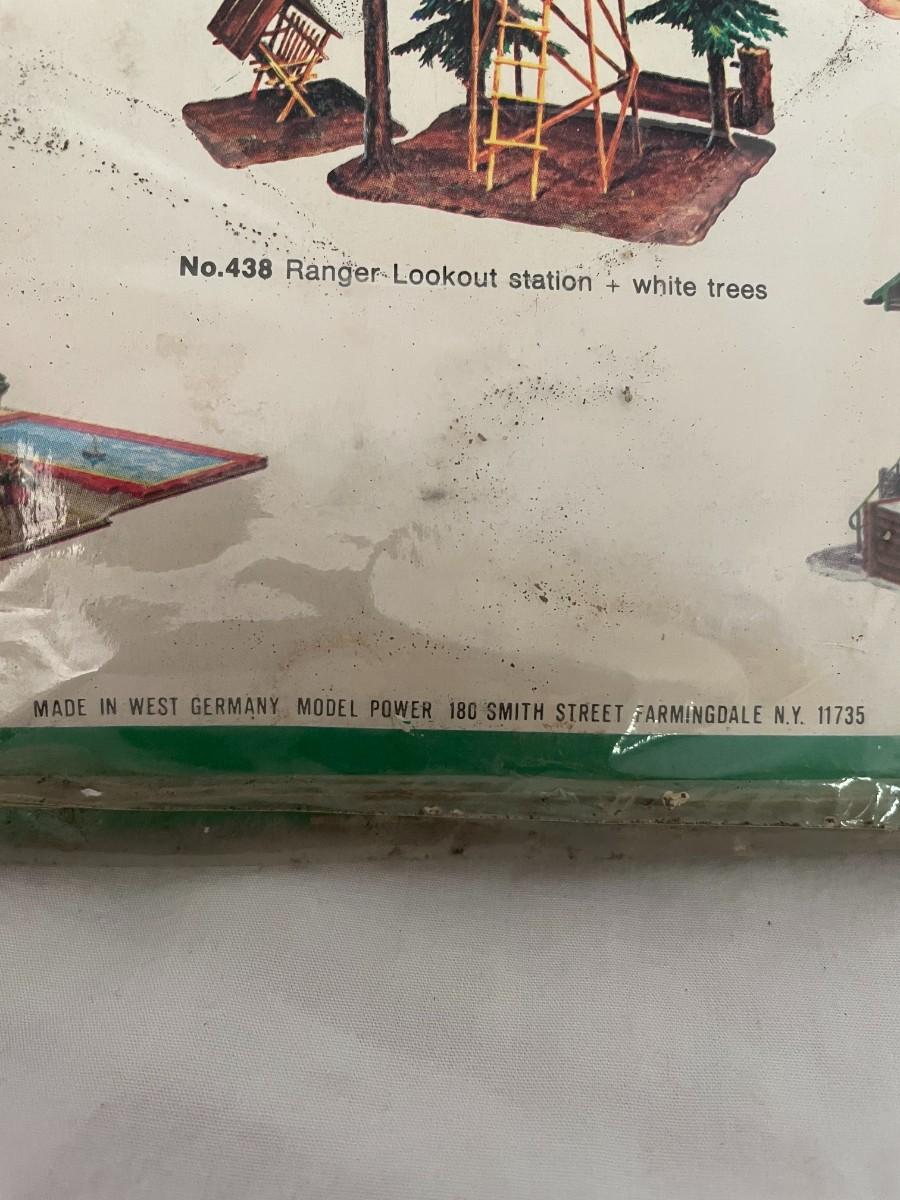 No.438 Ranger Lookout station + white trees
MADE IN WEST GERMANY MODEL POWER 180 SMITH STREET FARMINGDALE N.Y. 11735